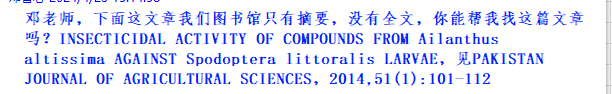 邓老师，下面这文章我们图书馆只有摘要，没有全文，你能帮我找这篇文章
吗？INSECTICIDAL ACTIVITY OF COMPOUNDS FROM Ailanthus
altissima AGAINST Spodoptera littoralis LARVAE，见PAKISTAN
JOURNAL OF AGRICULTURAL SCIENCES, 2014,51(1):101-112